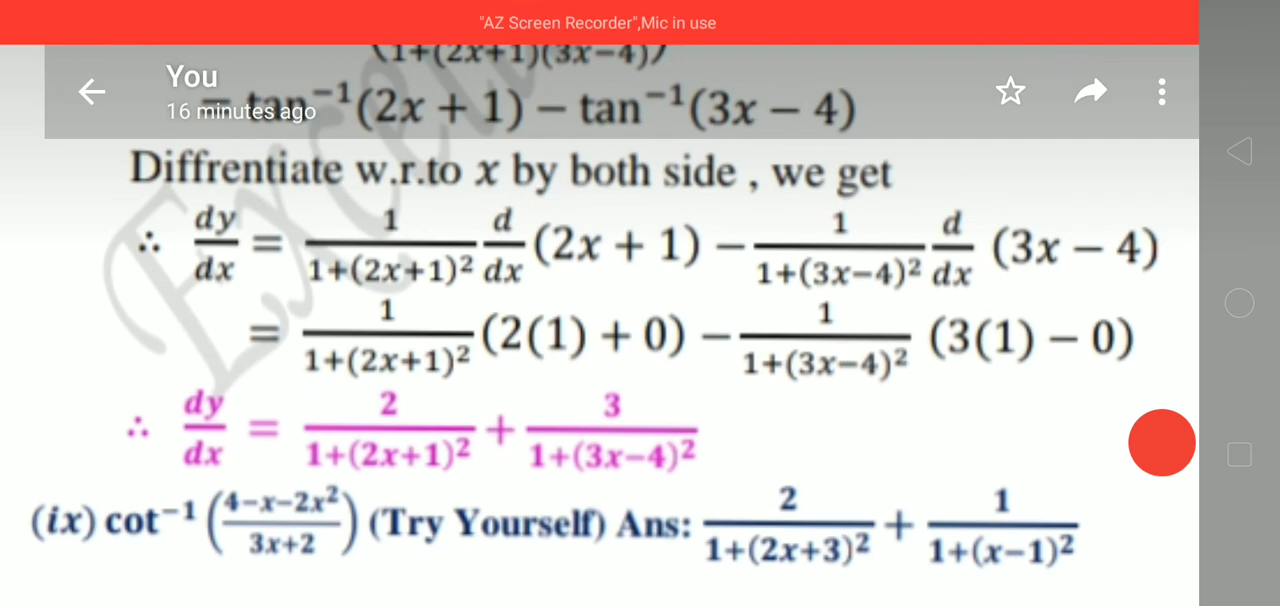 "AZ Screen Recorder",Mic in use
(1+(2x+1)(3x−4))
You
16 minutes ago
= tan⁻¹(2x + 1) − tan⁻¹(3x − 4)
Diffrentiate w.r.to x by both side , we get
∴ dy/dx = 1/(1+(2x+1)²) d/dx (2x + 1) − 1/(1+(3x−4)²) d/dx (3x − 4)
= 1/(1+(2x+1)²) (2(1) + 0) − 1/(1+(3x−4)²) (3(1) − 0)
∴ dy/dx = 2/(1+(2x+1)²) + 3/(1+(3x−4)²)
(ix) cot⁻¹ ((4−x−2x²)/(3x+2)) (Try Yourself) Ans: 2/(1+(2x+3)²) + 1/(1+(x−1)²)